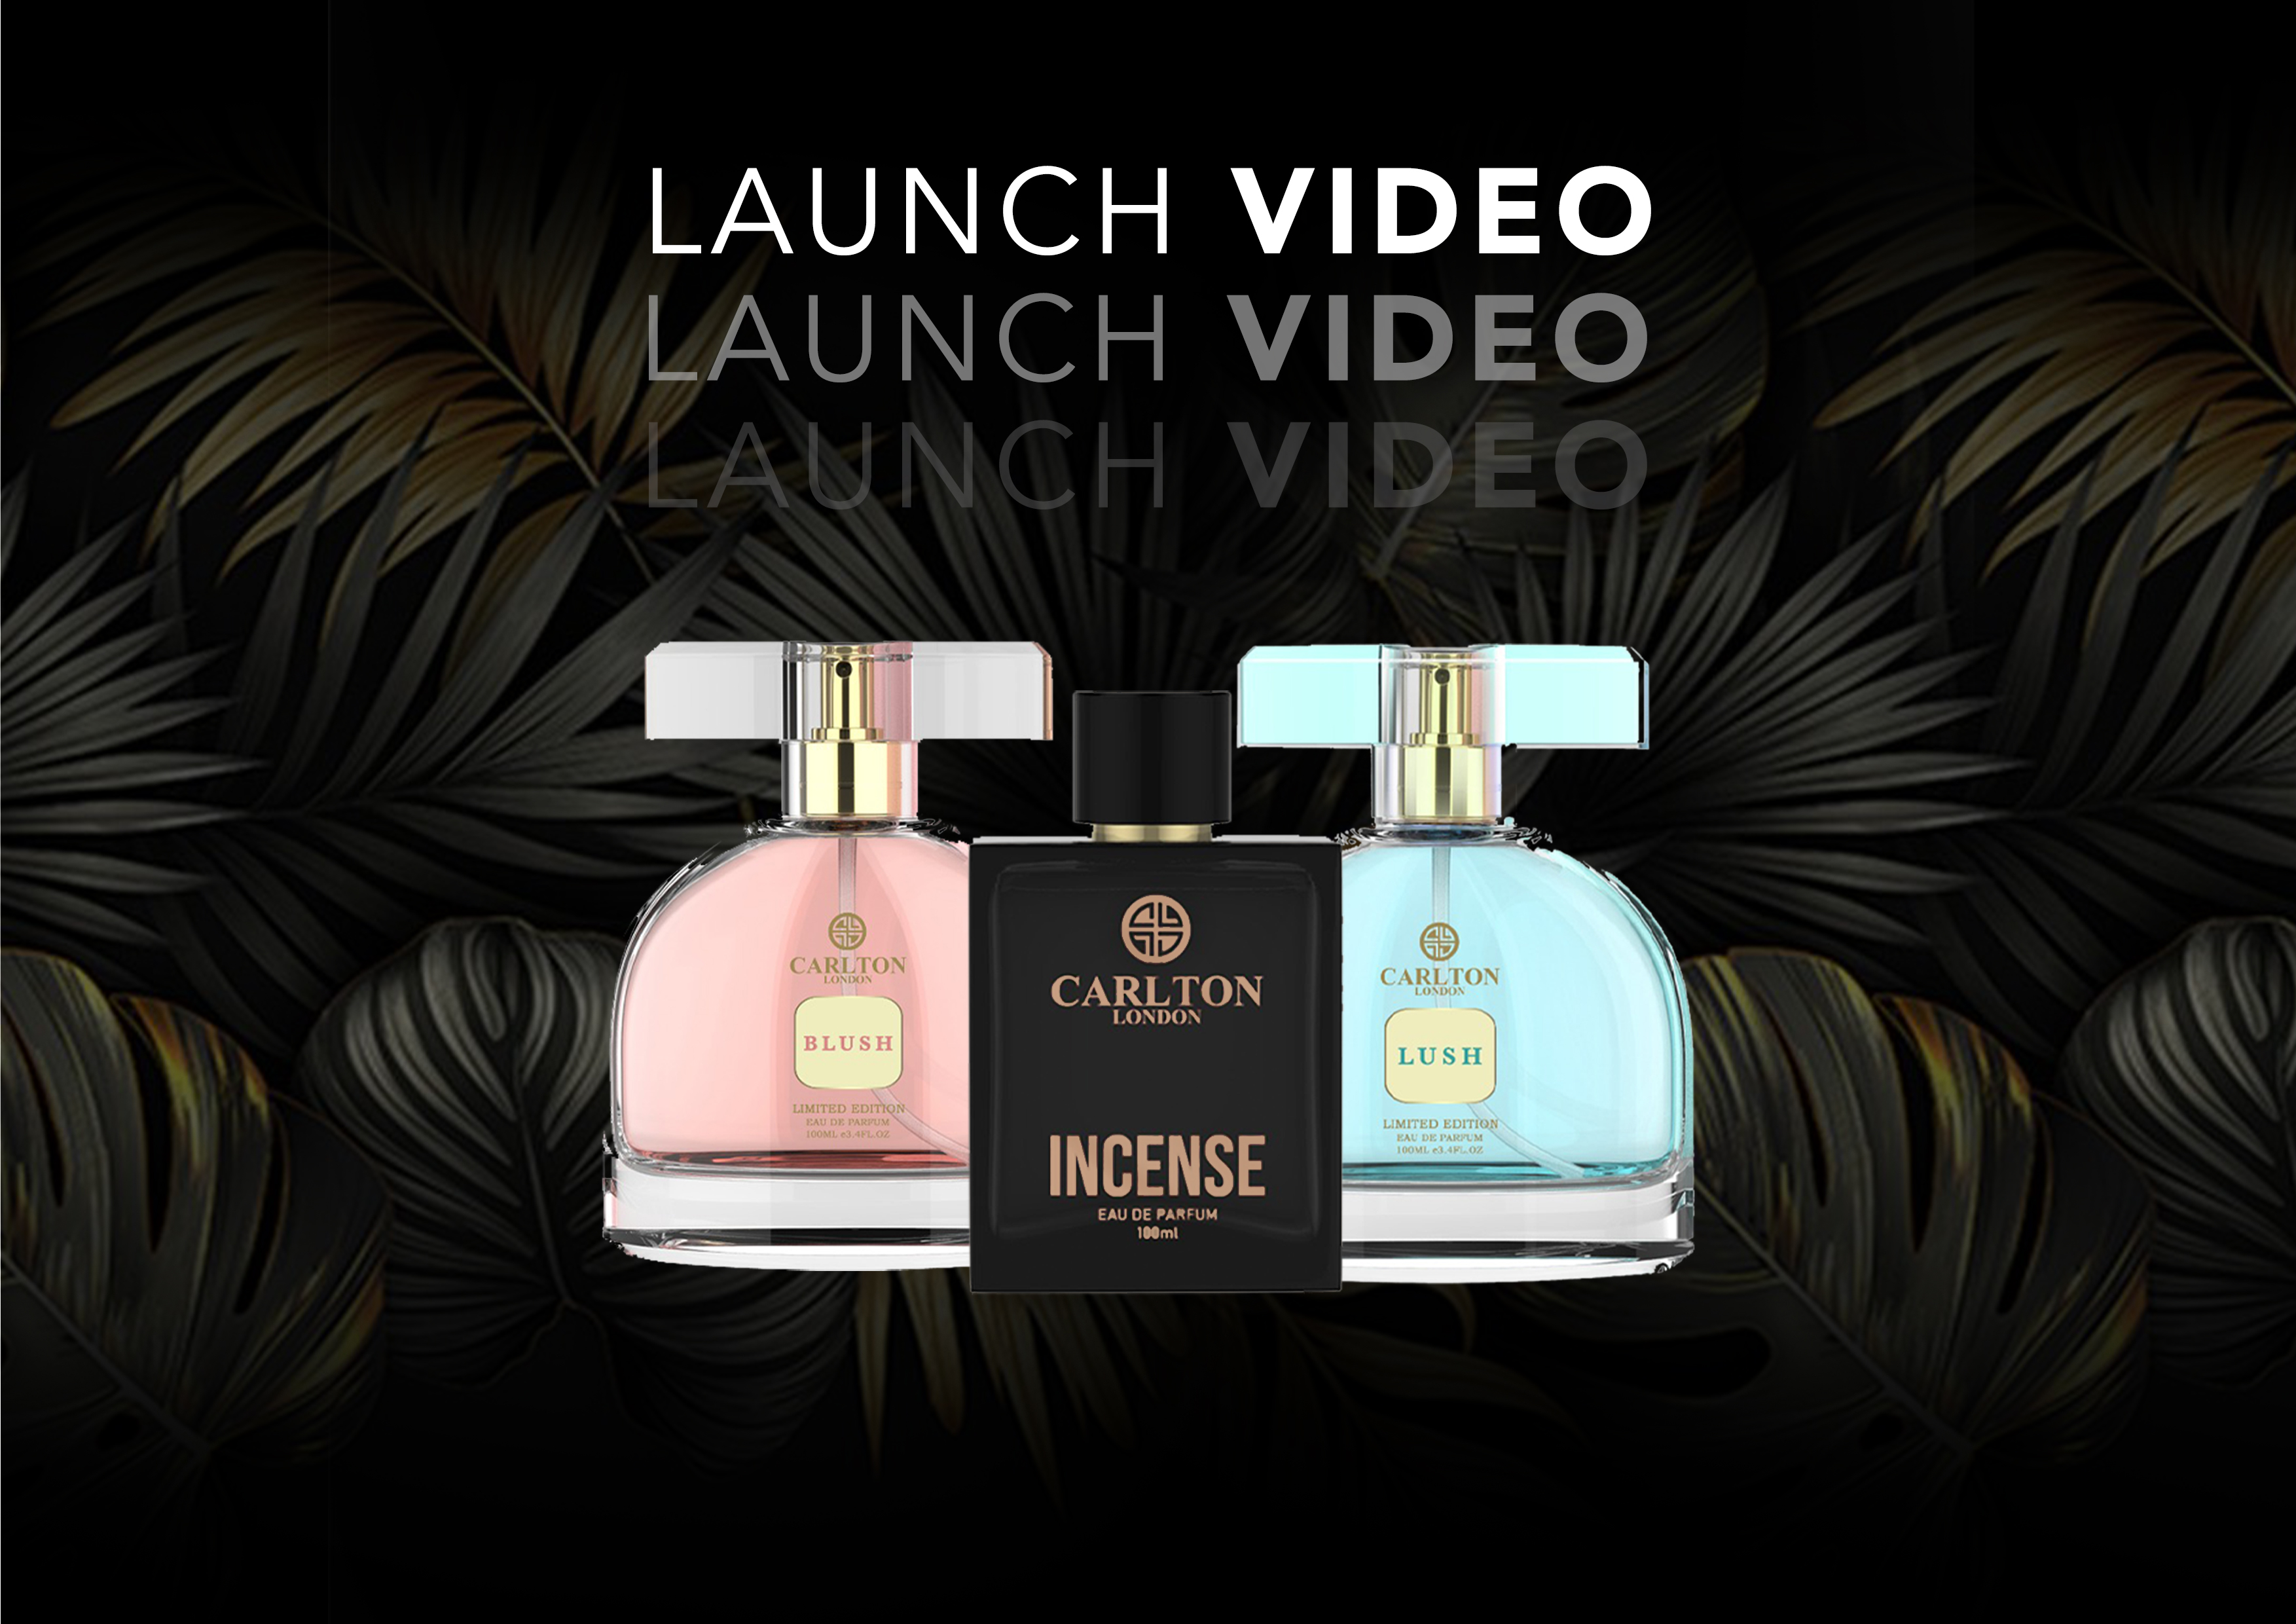 LAUNCH VIDEO
LAUNCH VIDEO
LAUNCH VIDEO
CARLTON
LONDON
BLUSH
LIMITED EDITION
EAU DE PARFUM
100ML e3.4FL.OZ
CARLTON
LONDON
INCENSE
EAU DE PARFUM
100ml
CARLTON
LONDON
LUSH
LIMITED EDITION
EAU DE PARFUM
100ML e3.4FL.OZ